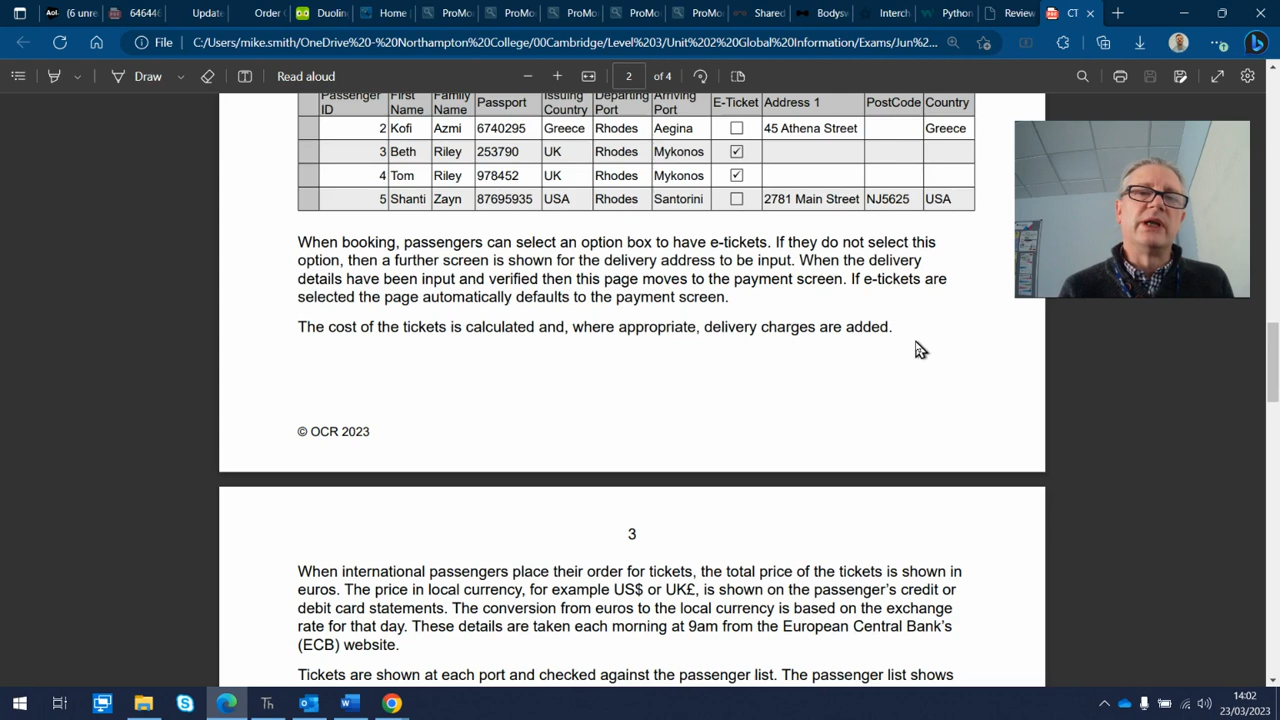 6464
Update
Order
Duolin
Home
ProMo
ProMo
ProMo
ProMo
ProMo
Shared
Bodysw
Interch
Python
Review
CT
File
C:/Users/mike.smith/OneDrive%20-%20Northampton%20College/00Cambridge/Level%203/Unit%202%20Global%20Information/Exams/Jun%...
Draw
Read aloud
2 of 4
Passenger ID First Name Family Name Passport Issuing Country Departing Port Arriving Port E-Ticket Address 1 PostCode Country
2 Kofi Azmi 6740295 Greece Rhodes Aegina 45 Athena Street Greece
3 Beth Riley 253790 UK Rhodes Mykonos
4 Tom Riley 978452 UK Rhodes Mykonos
5 Shanti Zayn 87695935 USA Rhodes Santorini 2781 Main Street NJ5625 USA
When booking, passengers can select an option box to have e-tickets. If they do not select this
option, then a further screen is shown for the delivery address to be input. When the delivery
details have been input and verified then this page moves to the payment screen. If e-tickets are
selected the page automatically defaults to the payment screen.
The cost of the tickets is calculated and, where appropriate, delivery charges are added.
© OCR 2023
3
When international passengers place their order for tickets, the total price of the tickets is shown in
euros. The price in local currency, for example US$ or UK£, is shown on the passenger's credit or
debit card statements. The conversion from euros to the local currency is based on the exchange
rate for that day. These details are taken each morning at 9am from the European Central Bank's
(ECB) website.
Tickets are shown at each port and checked against the passenger list. The passenger list shows
14:02
23/03/2023